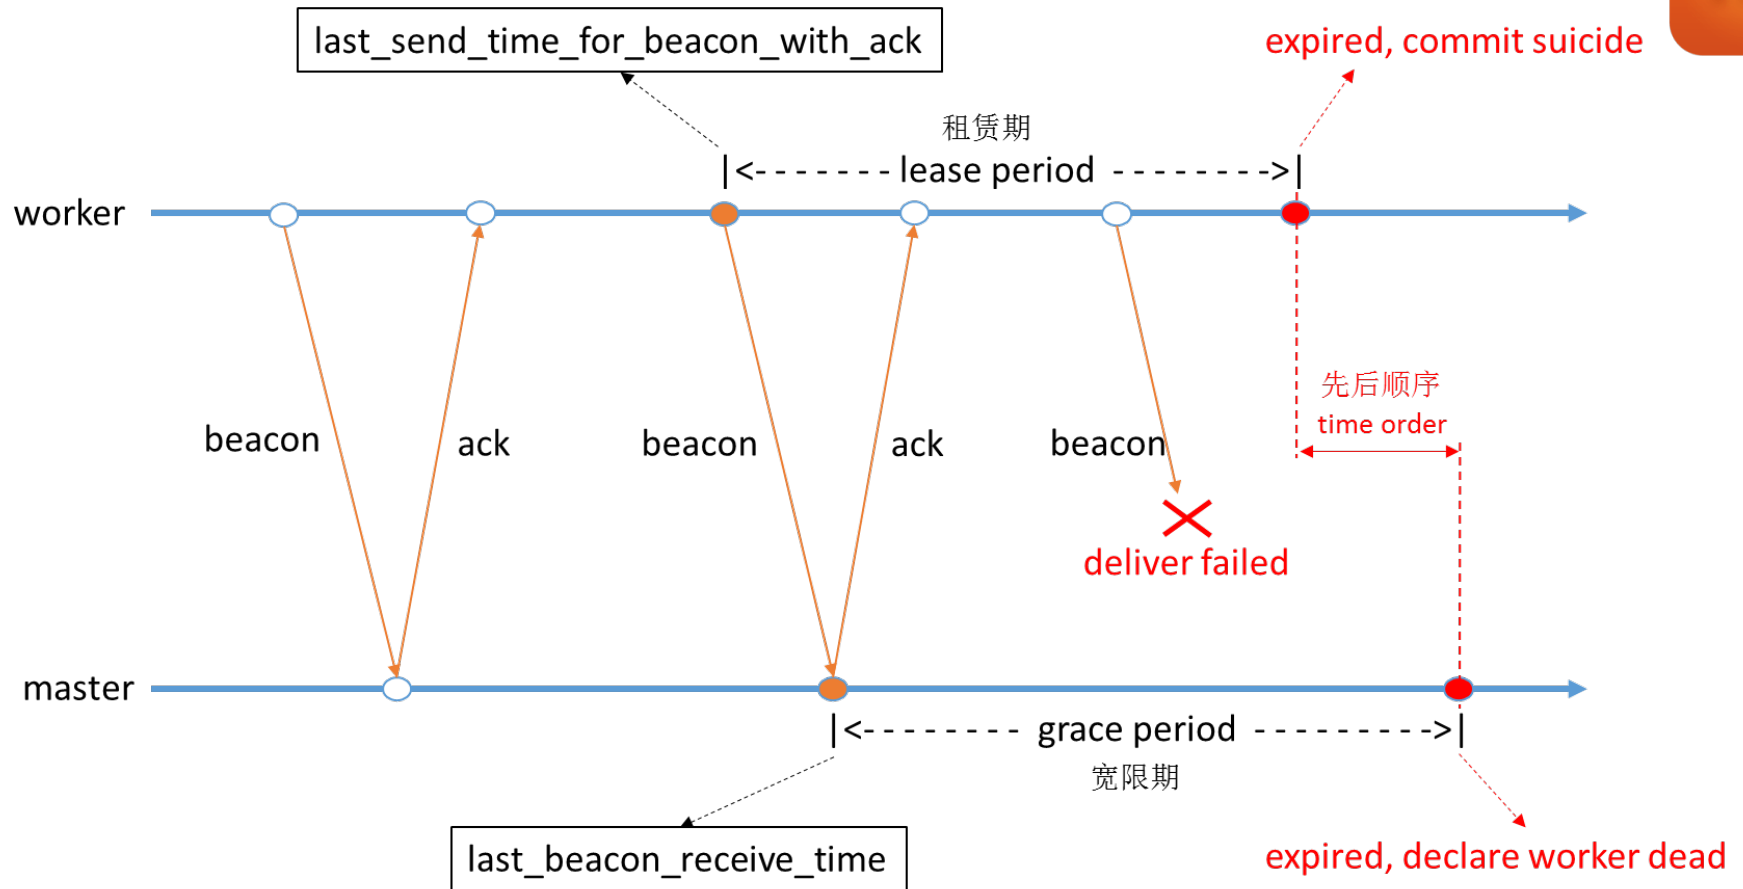 last_send_time_for_beacon_with_ack
expired, commit suicide
租赁期
|<- - - - - - - lease period - - - - - - - ->|
worker
先后顺序
time order
beacon
ack
beacon
ack
beacon
deliver failed
master
|<- - - - - - - - grace period - - - - - - - - ->|
宽限期
last_beacon_receive_time
expired, declare worker dead